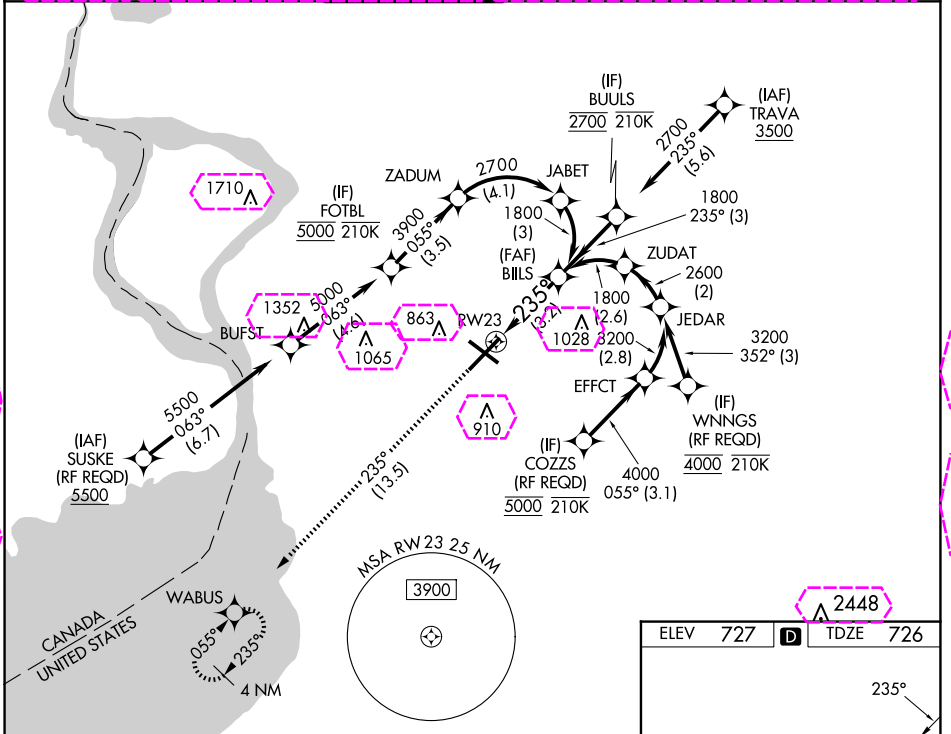 (IF)
BUULS
2700 210K
(IAF)
TRAVA
3500
2700
235°
(5.6)
1710
ZADUM
2700
(4.1)
JABET
(IF)
FOTBL
5000 210K
3900
055°
(3.5)
1800
(3)
1800
235° (3)
(FAF)
BIILS
ZUDAT
2600
(2)
1352
5000
063°
(4.6)
BUFST
1065
863
RW23
235°
(3.2)
1028
1800
(2.6)
JEDAR
3200
(2.8)
3200
352° (3)
EFFCT
5500
063°
(6.7)
(IAF)
SUSKE
(RF REQD)
5500
910
(IF)
WNNGS
(RF REQD)
4000 210K
(IF)
COZZS
(RF REQD)
5000 210K
4000
055° (3.1)
235°
(13.5)
MSA RW23 25 NM
3900
WABUS
055°
235°
4 NM
CANADA
UNITED STATES
2448
ELEV 727 D TDZE 726
235°